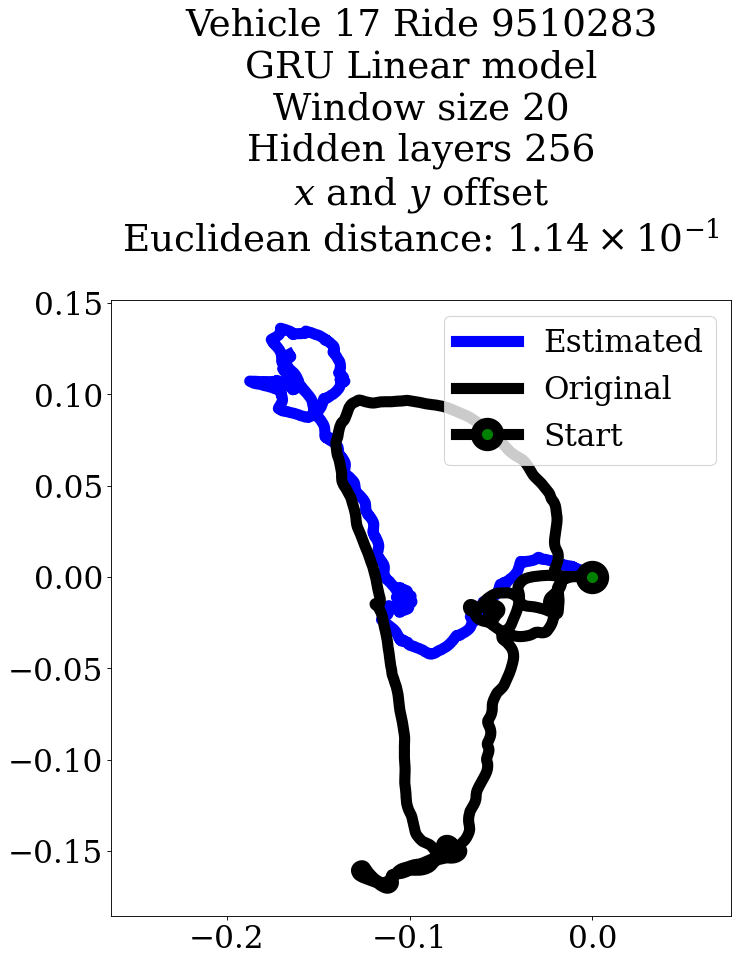 Vehicle 17 Ride 9510283
GRU Linear model
Window size 20
Hidden layers 256
x and y offset
Euclidean distance: 1.14 × 10⁻¹
0.15
0.10
0.05
0.00
−0.05
−0.10
−0.15
Estimated
Original
Start
−0.2
−0.1
0.0